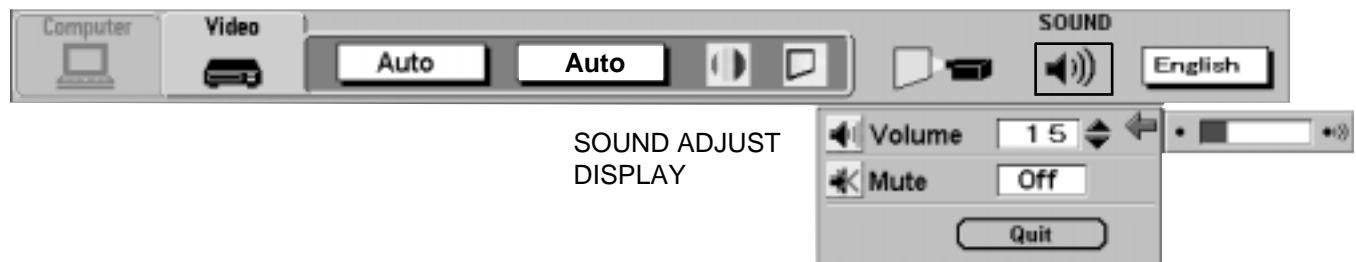 Computer
Video
SOUND
Auto
Auto
English
SOUND ADJUST
DISPLAY
Volume 15
Mute Off
Quit